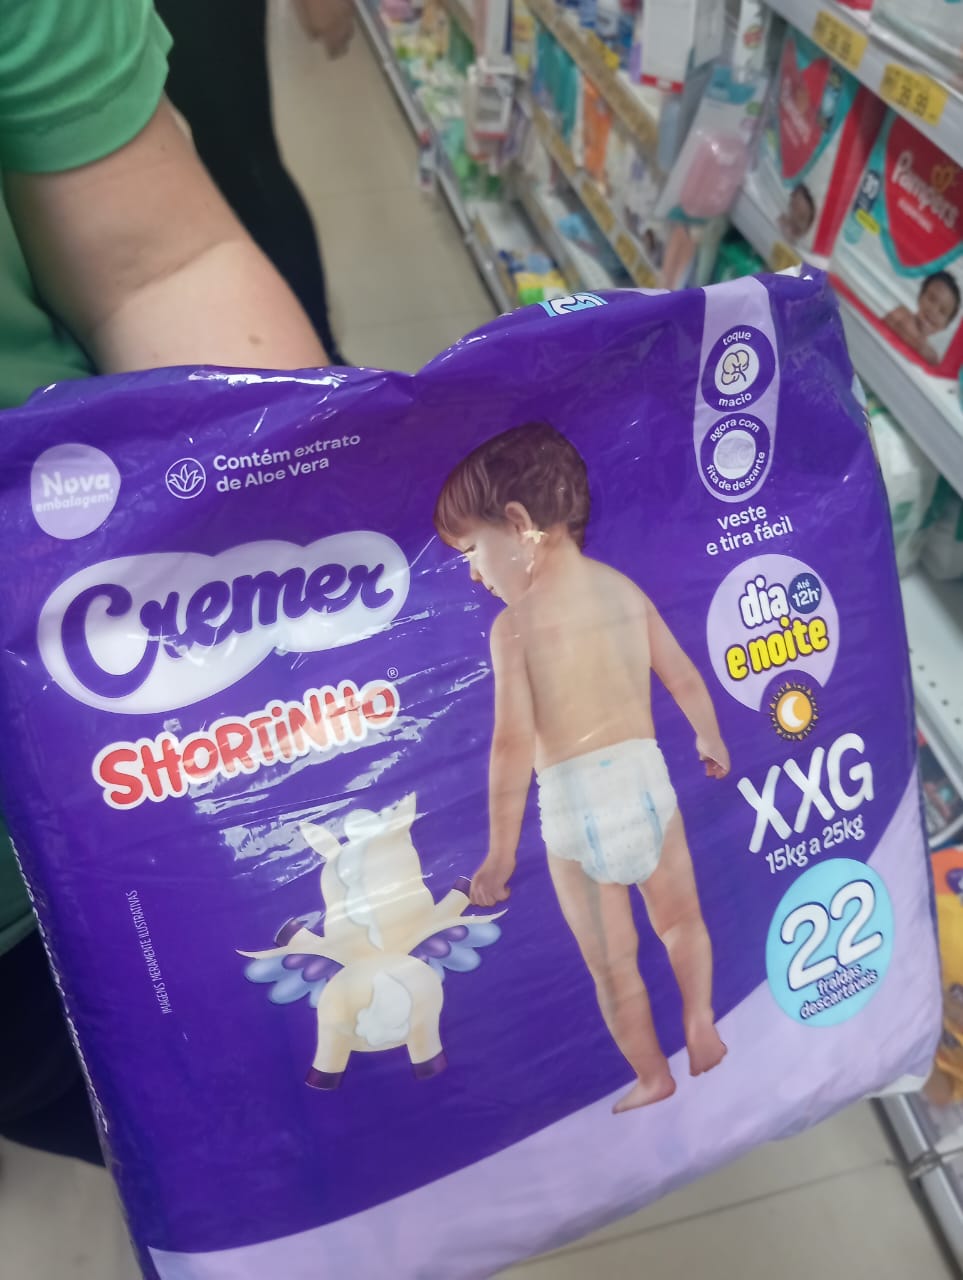 Nova
embalagem!
Contém extrato
de Aloe Vera
Cremer
SHORTINHO®
IMAGENS MERAMENTE ILUSTRATIVAS
toque
macio
agora com
fita de descarte
veste
e tira fácil
dia
e noite
Até
12h
XXG
15kg a 25kg
22
fraldas
descartáveis
Pampers